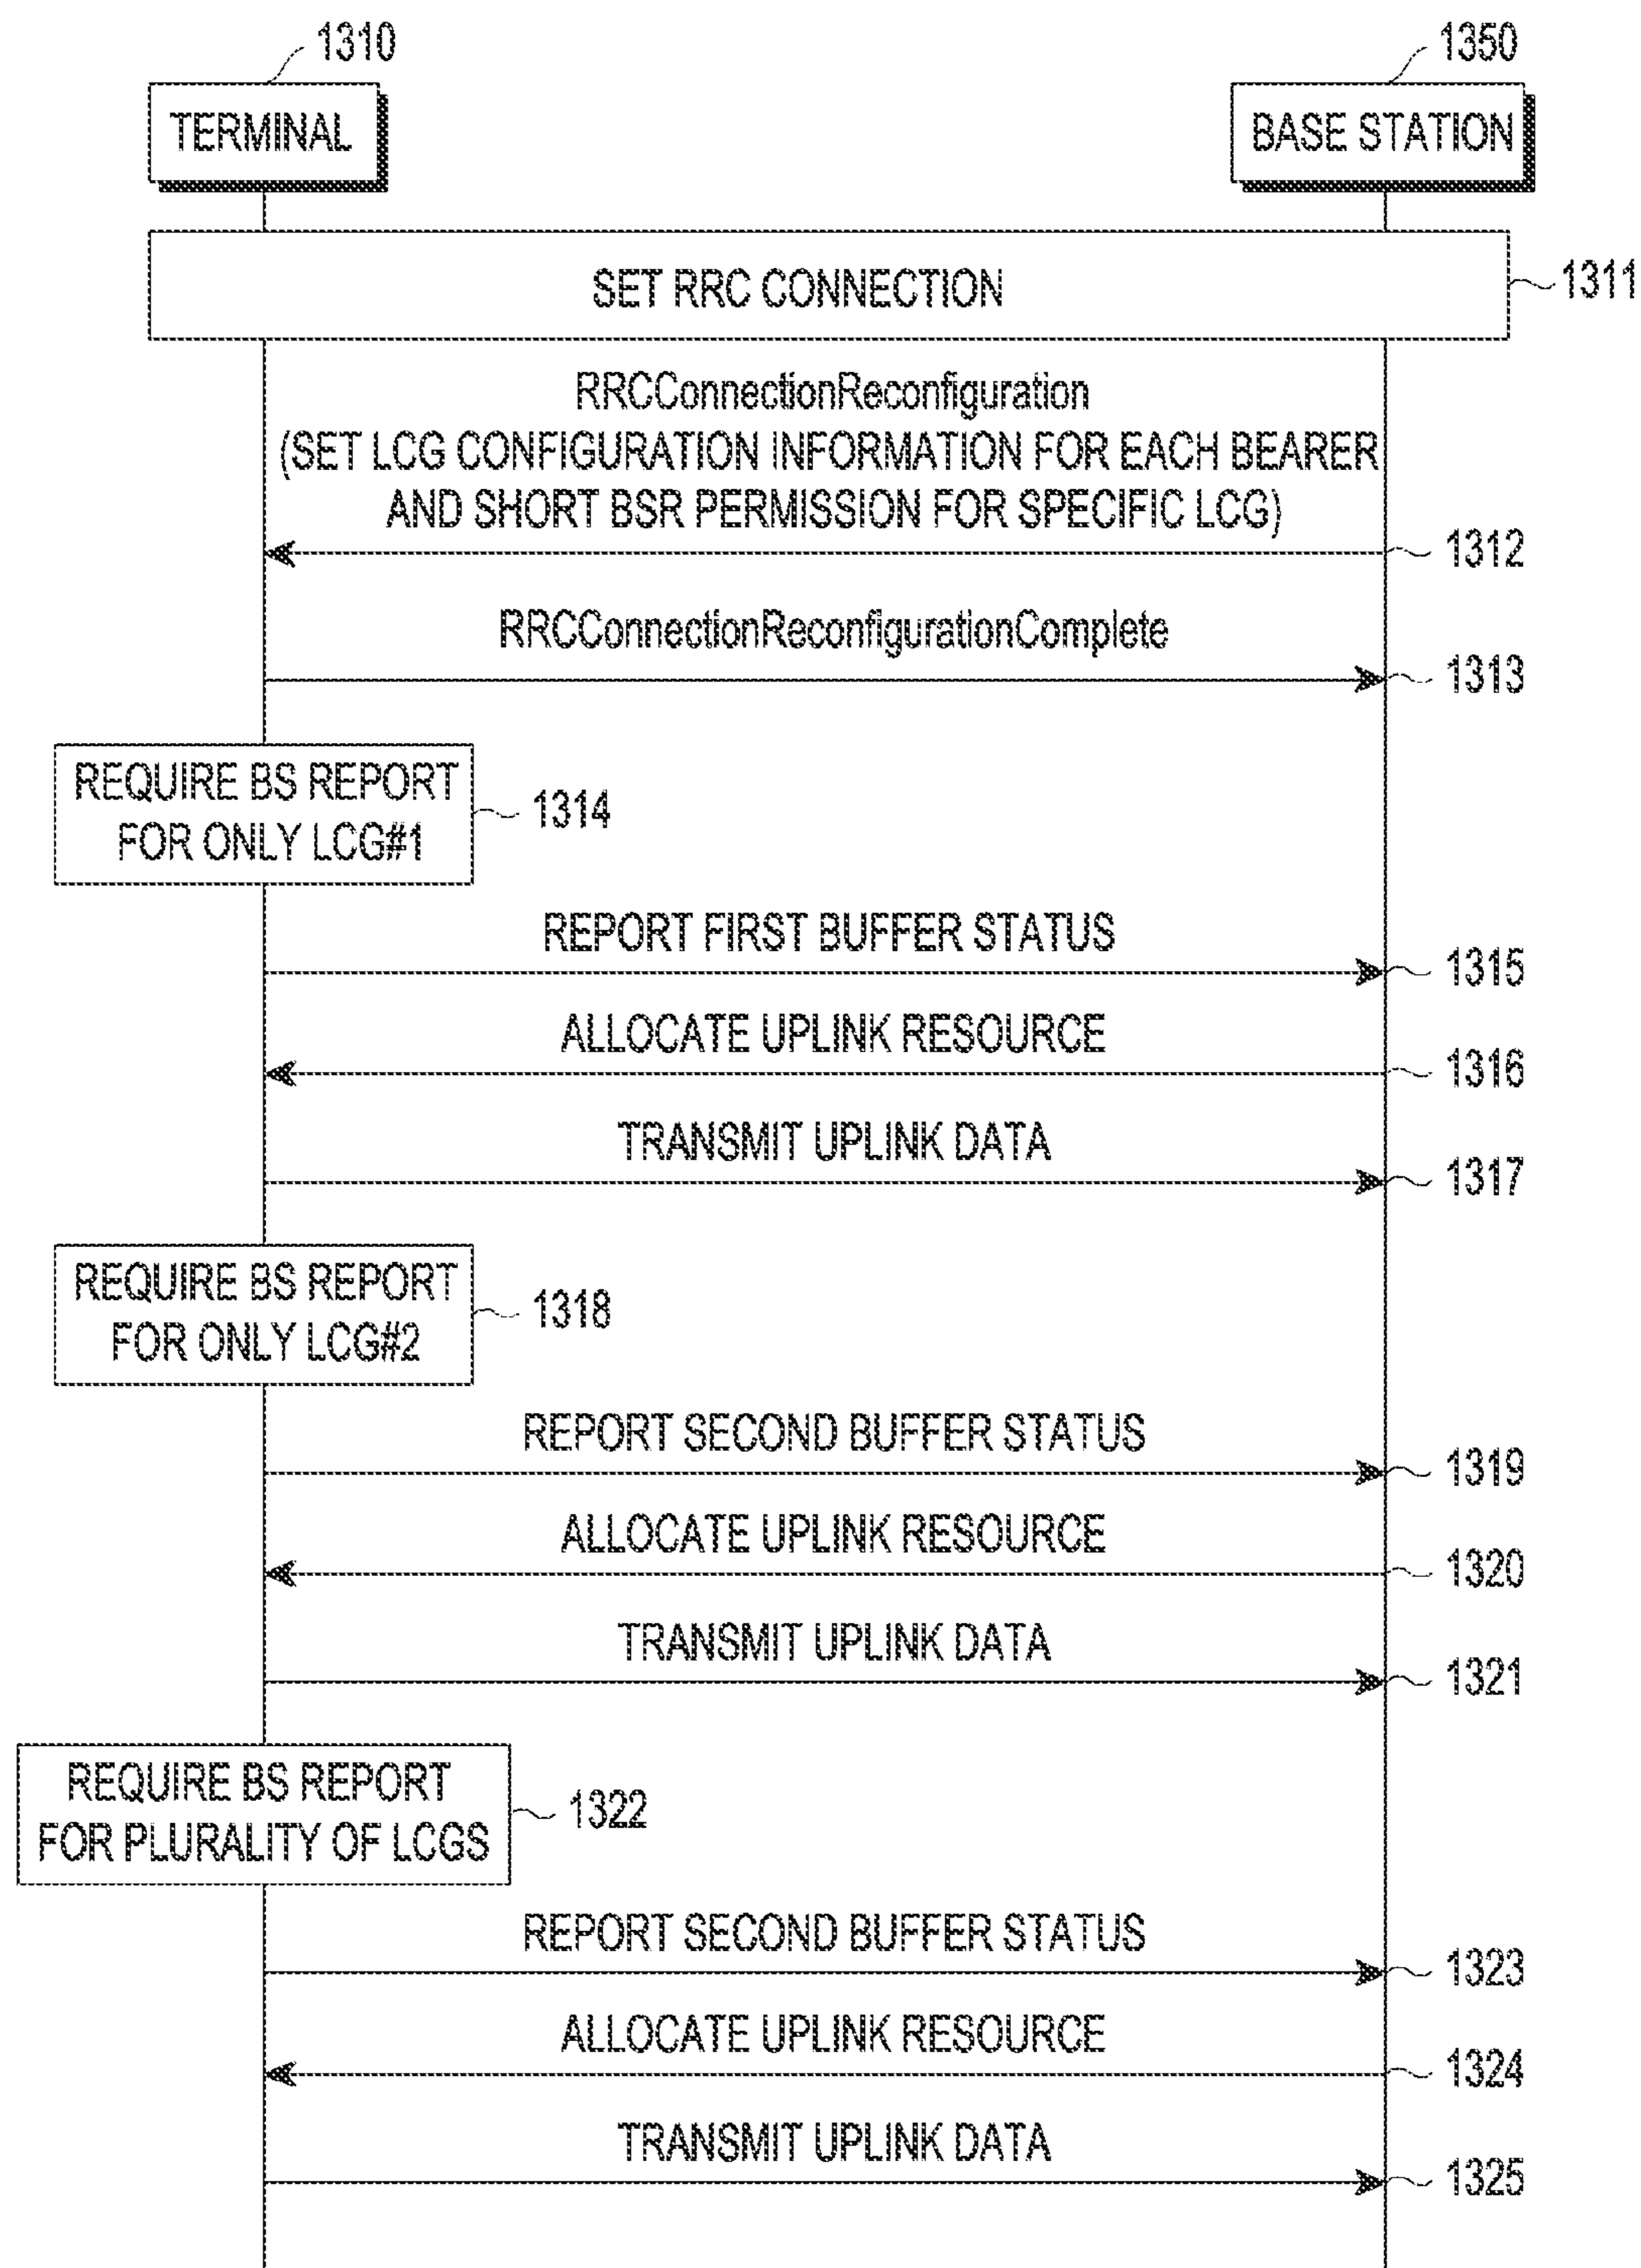 1310
1350
TERMINAL
BASE STATION
SET RRC CONNECTION
1311
RRCConnectionReconfiguration
(SET LCG CONFIGURATION INFORMATION FOR EACH BEARER
AND SHORT BSR PERMISSION FOR SPECIFIC LCG)
1312
RRCConnectionReconfigurationComplete
1313
REQUIRE BS REPORT
FOR ONLY LCG#1
1314
REPORT FIRST BUFFER STATUS
1315
ALLOCATE UPLINK RESOURCE
1316
TRANSMIT UPLINK DATA
1317
REQUIRE BS REPORT
FOR ONLY LCG#2
1318
REPORT SECOND BUFFER STATUS
1319
ALLOCATE UPLINK RESOURCE
1320
TRANSMIT UPLINK DATA
1321
REQUIRE BS REPORT
FOR PLURALITY OF LCGS
1322
REPORT SECOND BUFFER STATUS
1323
ALLOCATE UPLINK RESOURCE
1324
TRANSMIT UPLINK DATA
1325